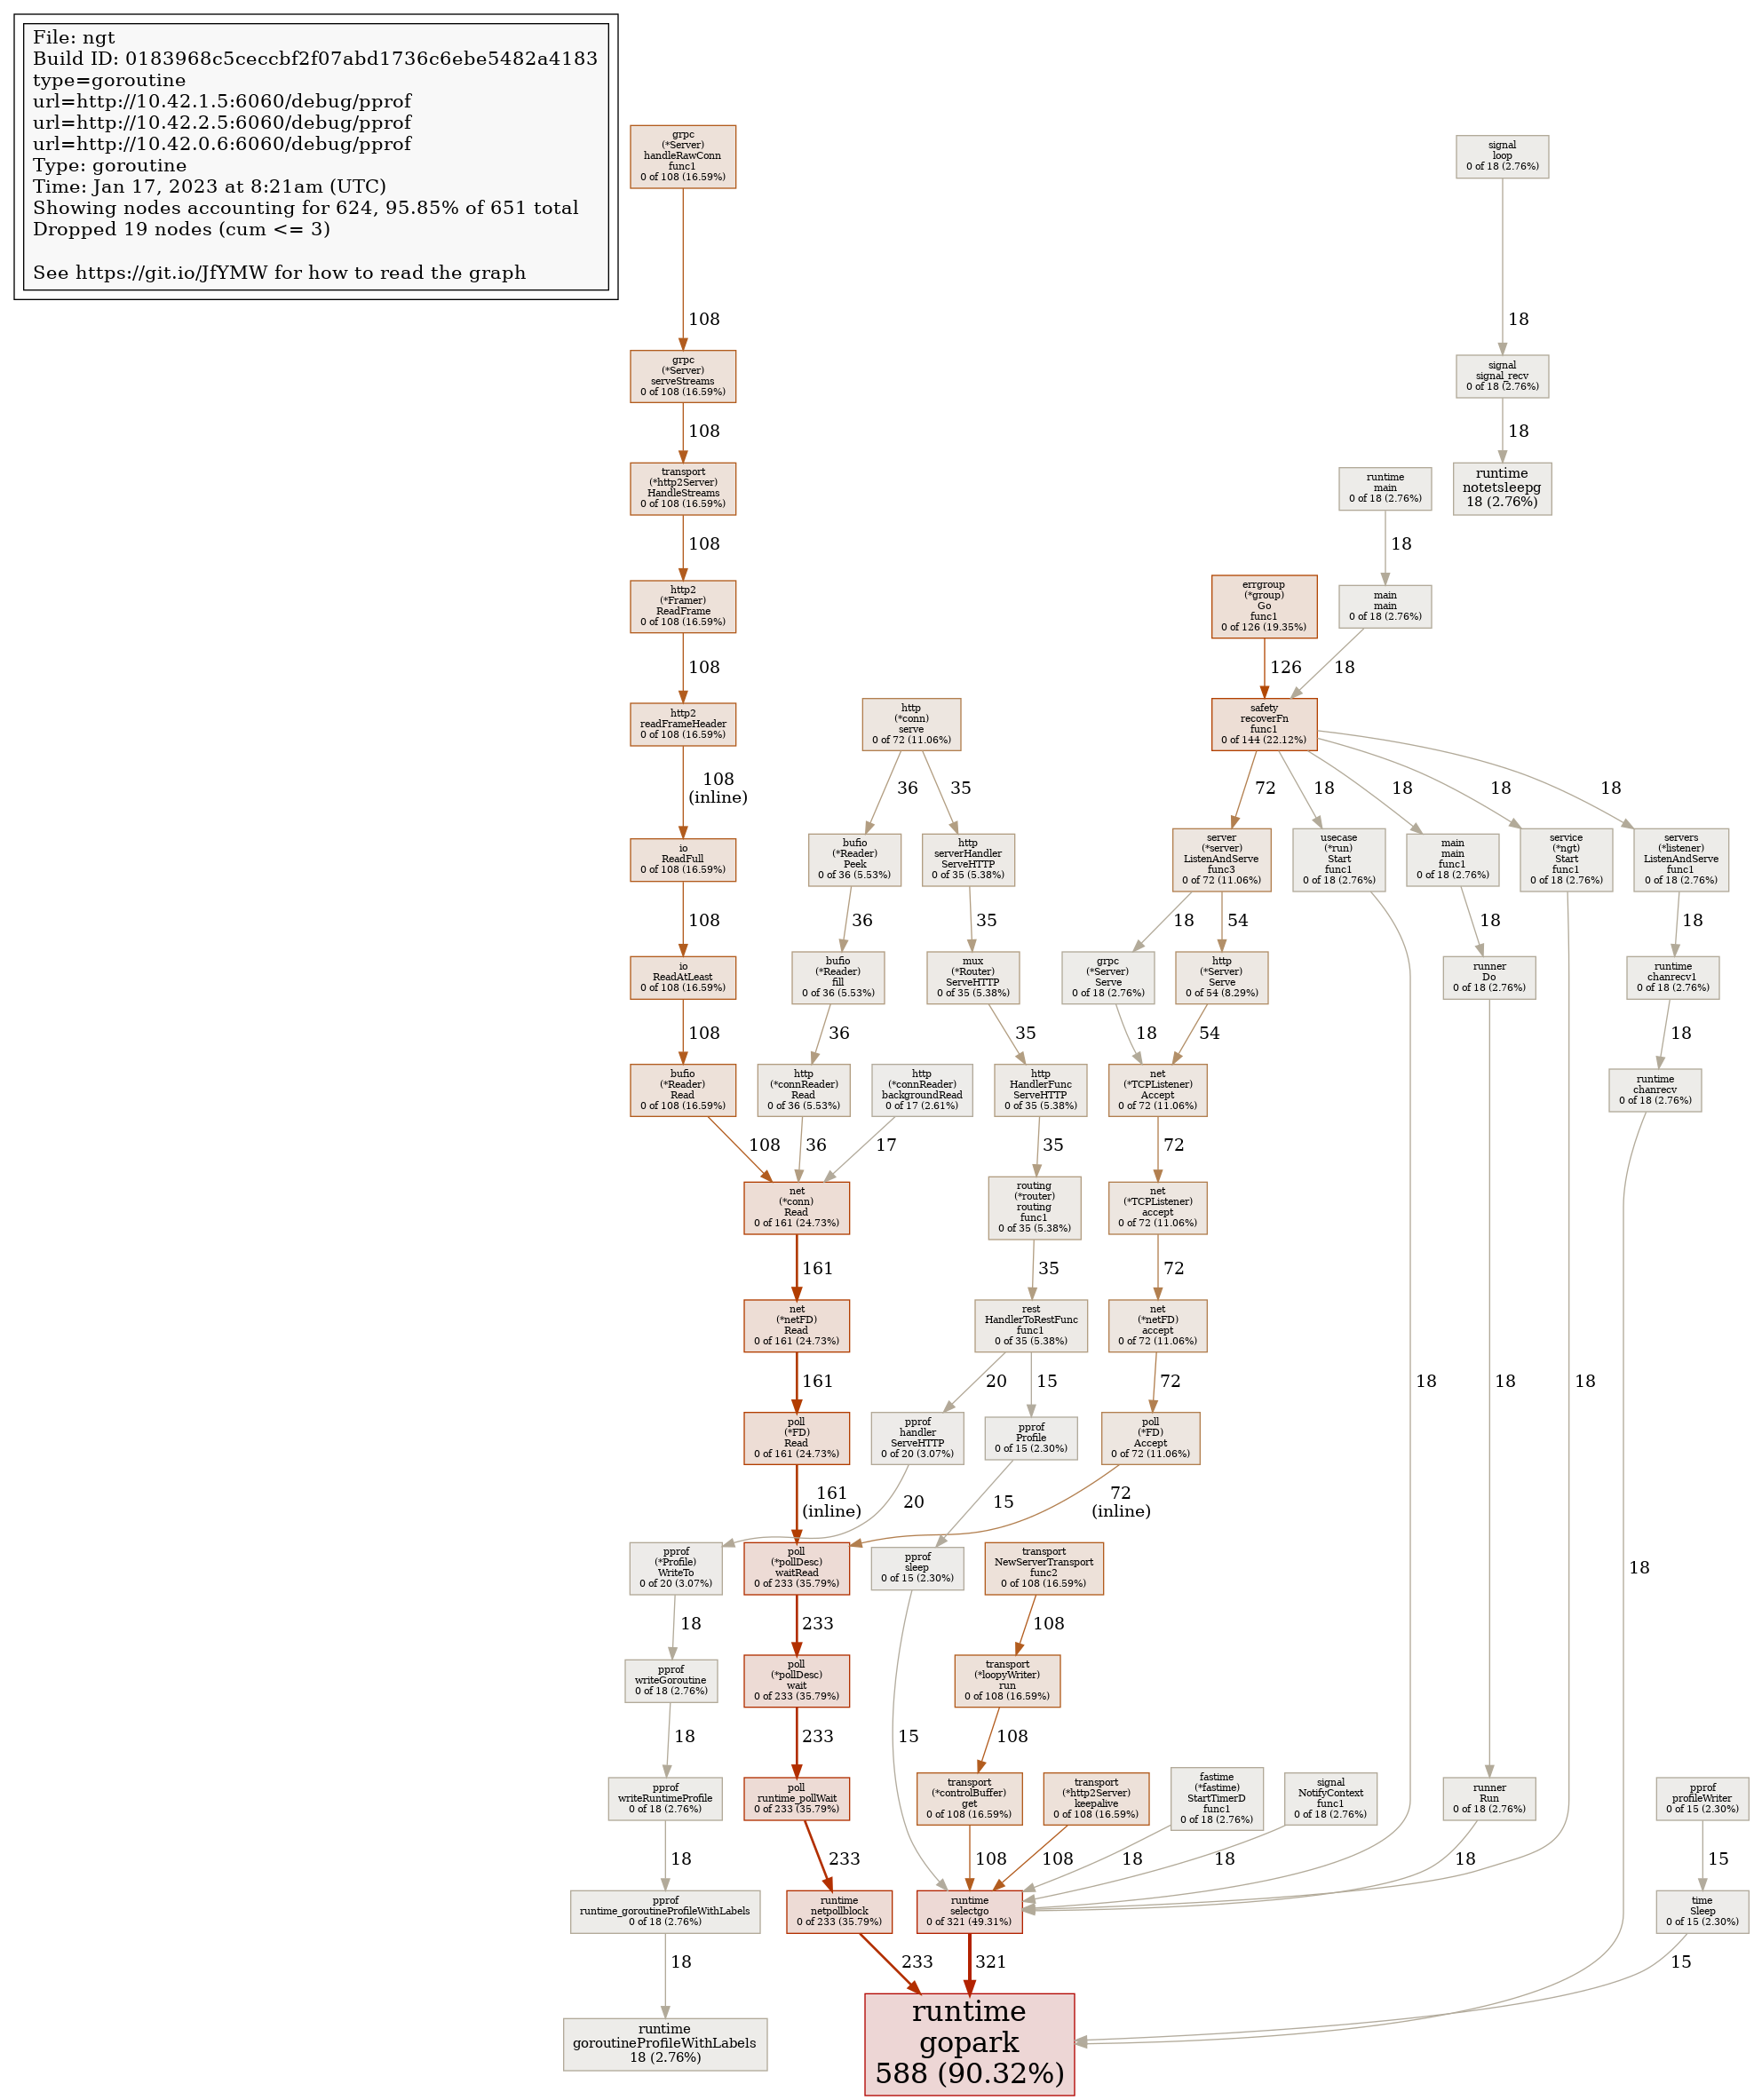 File: ngt
Build ID: 0183968c5ceccbf2f07abd1736c6ebe5482a4183
type=goroutine
url=http://10.42.1.5:6060/debug/pprof
url=http://10.42.2.5:6060/debug/pprof
url=http://10.42.0.6:6060/debug/pprof
Type: goroutine
Time: Jan 17, 2023 at 8:21am (UTC)
Showing nodes accounting for 624, 95.85% of 651 total
Dropped 19 nodes (cum <= 3)
See https://git.io/JfYMW for how to read the graph
grpc
(*Server)
handleRawConn
func1
0 of 108 (16.59%)
signal
loop
0 of 18 (2.76%)
108
18
grpc
(*Server)
serveStreams
0 of 108 (16.59%)
signal
signal_recv
0 of 18 (2.76%)
108
18
transport
(*http2Server)
HandleStreams
0 of 108 (16.59%)
runtime
main
0 of 18 (2.76%)
runtime
notetsleepg
18 (2.76%)
108
18
http2
(*Framer)
ReadFrame
0 of 108 (16.59%)
errgroup
(*group)
Go
func1
0 of 126 (19.35%)
main
main
0 of 18 (2.76%)
108
126
18
http2
readFrameHeader
0 of 108 (16.59%)
http
(*conn)
serve
0 of 72 (11.06%)
safety
recoverFn
func1
0 of 144 (22.12%)
108
(inline)
36
35
72
18
18
18
18
io
ReadFull
0 of 108 (16.59%)
bufio
(*Reader)
Peek
0 of 36 (5.53%)
http
serverHandler
ServeHTTP
0 of 35 (5.38%)
server
(*server)
ListenAndServe
func3
0 of 72 (11.06%)
usecase
(*run)
Start
func1
0 of 18 (2.76%)
main
main
func1
0 of 18 (2.76%)
service
(*ngt)
Start
func1
0 of 18 (2.76%)
servers
(*listener)
ListenAndServe
func1
0 of 18 (2.76%)
108
36
35
18
54
18
18
io
ReadAtLeast
0 of 108 (16.59%)
bufio
(*Reader)
fill
0 of 36 (5.53%)
mux
(*Router)
ServeHTTP
0 of 35 (5.38%)
grpc
(*Server)
Serve
0 of 18 (2.76%)
http
(*Server)
Serve
0 of 54 (8.29%)
runner
Do
0 of 18 (2.76%)
runtime
chanrecv1
0 of 18 (2.76%)
108
36
35
18
54
18
bufio
(*Reader)
Read
0 of 108 (16.59%)
http
(*connReader)
Read
0 of 36 (5.53%)
http
(*connReader)
backgroundRead
0 of 17 (2.61%)
http
HandlerFunc
ServeHTTP
0 of 35 (5.38%)
net
(*TCPListener)
Accept
0 of 72 (11.06%)
runtime
chanrecv
0 of 18 (2.76%)
108
36
17
35
72
net
(*conn)
Read
0 of 161 (24.73%)
routing
(*router)
routing
func1
0 of 35 (5.38%)
net
(*TCPListener)
accept
0 of 72 (11.06%)
161
35
72
net
(*netFD)
Read
0 of 161 (24.73%)
rest
HandlerToRestFunc
func1
0 of 35 (5.38%)
net
(*netFD)
accept
0 of 72 (11.06%)
161
20
15
72
18
18
18
poll
(*FD)
Read
0 of 161 (24.73%)
pprof
handler
ServeHTTP
0 of 20 (3.07%)
pprof
Profile
0 of 15 (2.30%)
poll
(*FD)
Accept
0 of 72 (11.06%)
161
(inline)
20
15
72
(inline)
pprof
(*Profile)
WriteTo
0 of 20 (3.07%)
poll
(*pollDesc)
waitRead
0 of 233 (35.79%)
pprof
sleep
0 of 15 (2.30%)
transport
NewServerTransport
func2
0 of 108 (16.59%)
18
18
233
108
pprof
writeGoroutine
0 of 18 (2.76%)
poll
(*pollDesc)
wait
0 of 233 (35.79%)
transport
(*loopyWriter)
run
0 of 108 (16.59%)
18
233
15
108
pprof
writeRuntimeProfile
0 of 18 (2.76%)
poll
runtime_pollWait
0 of 233 (35.79%)
transport
(*controlBuffer)
get
0 of 108 (16.59%)
transport
(*http2Server)
keepalive
0 of 108 (16.59%)
fastime
(*fastime)
StartTimerD
func1
0 of 18 (2.76%)
signal
NotifyContext
func1
0 of 18 (2.76%)
runner
Run
0 of 18 (2.76%)
pprof
profileWriter
0 of 15 (2.30%)
18
233
108
108
18
18
18
15
pprof
runtime_goroutineProfileWithLabels
0 of 18 (2.76%)
runtime
netpollblock
0 of 233 (35.79%)
runtime
selectgo
0 of 321 (49.31%)
time
Sleep
0 of 15 (2.30%)
18
233
321
15
runtime
goroutineProfileWithLabels
18 (2.76%)
runtime
gopark
588 (90.32%)